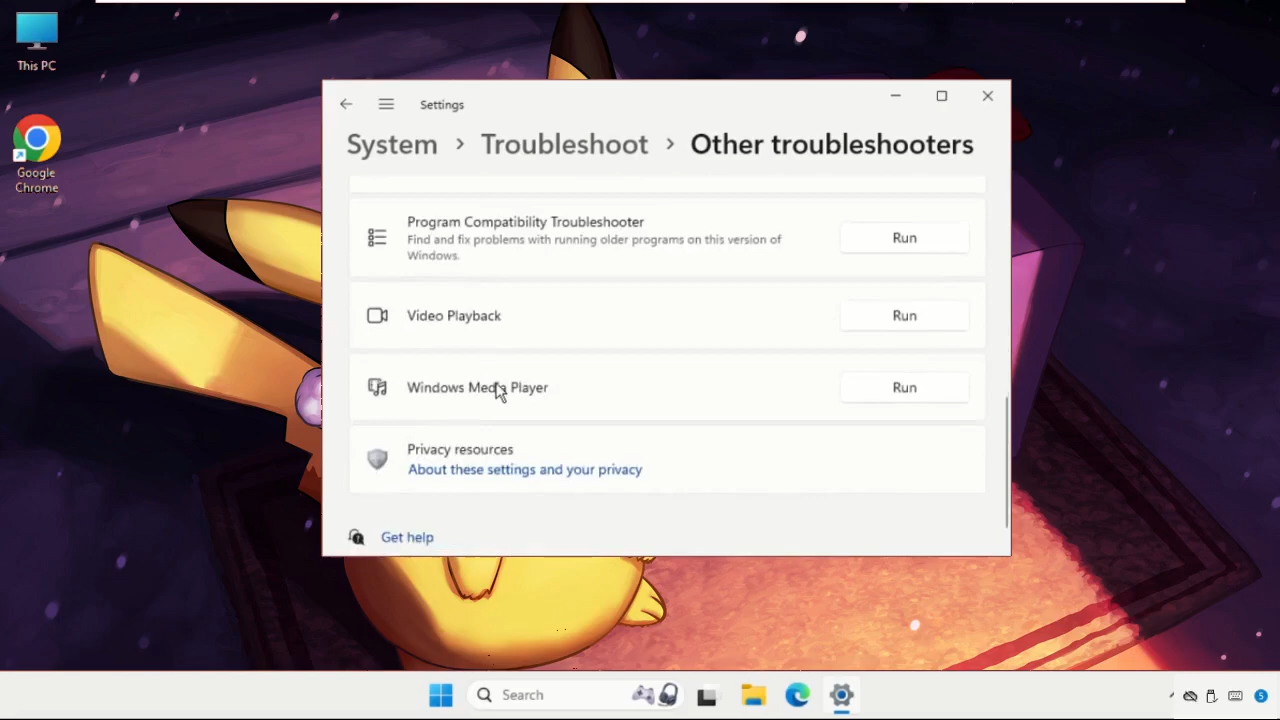 This PC
Google
Chrome
Settings
System > Troubleshoot > Other troubleshooters
Program Compatibility Troubleshooter
Find and fix problems with running older programs on this version of
Windows.
Run
Video Playback
Run
Windows Media Player
Run
Privacy resources
About these settings and your privacy
Get help
Search
5